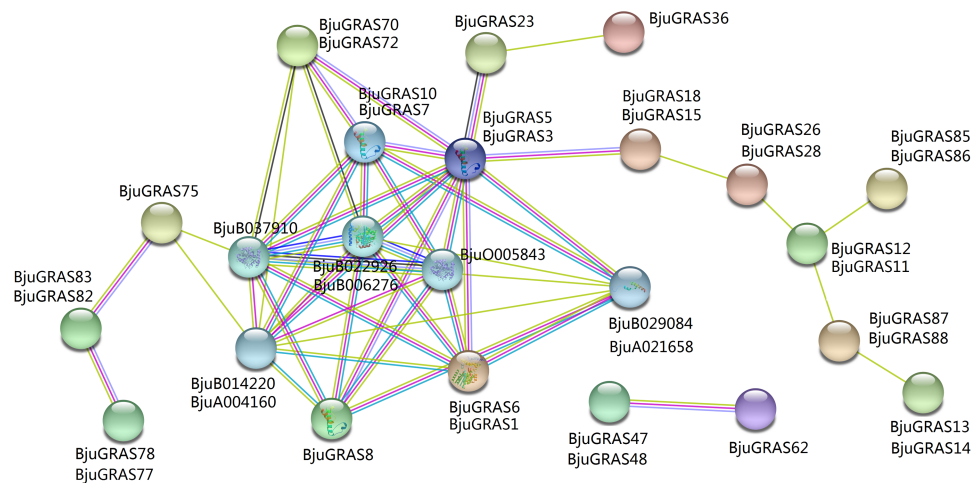 BjuGRAS70
BjuGRAS72
BjuGRAS23
BjuGRAS36
BjuGRAS10
BjuGRAS7
BjuGRAS5
BjuGRAS3
BjuGRAS18
BjuGRAS15
BjuGRAS26
BjuGRAS28
BjuGRAS85
BjuGRAS86
BjuGRAS75
BjuB037910
BjuB022926
BjuB006276
BjuO005843
BjuGRAS12
BjuGRAS11
BjuGRAS83
BjuGRAS82
BjuB029084
BjuA021658
BjuGRAS87
BjuGRAS88
BjuB014220
BjuA004160
BjuGRAS6
BjuGRAS1
BjuGRAS78
BjuGRAS77
BjuGRAS8
BjuGRAS47
BjuGRAS48
BjuGRAS62
BjuGRAS13
BjuGRAS14